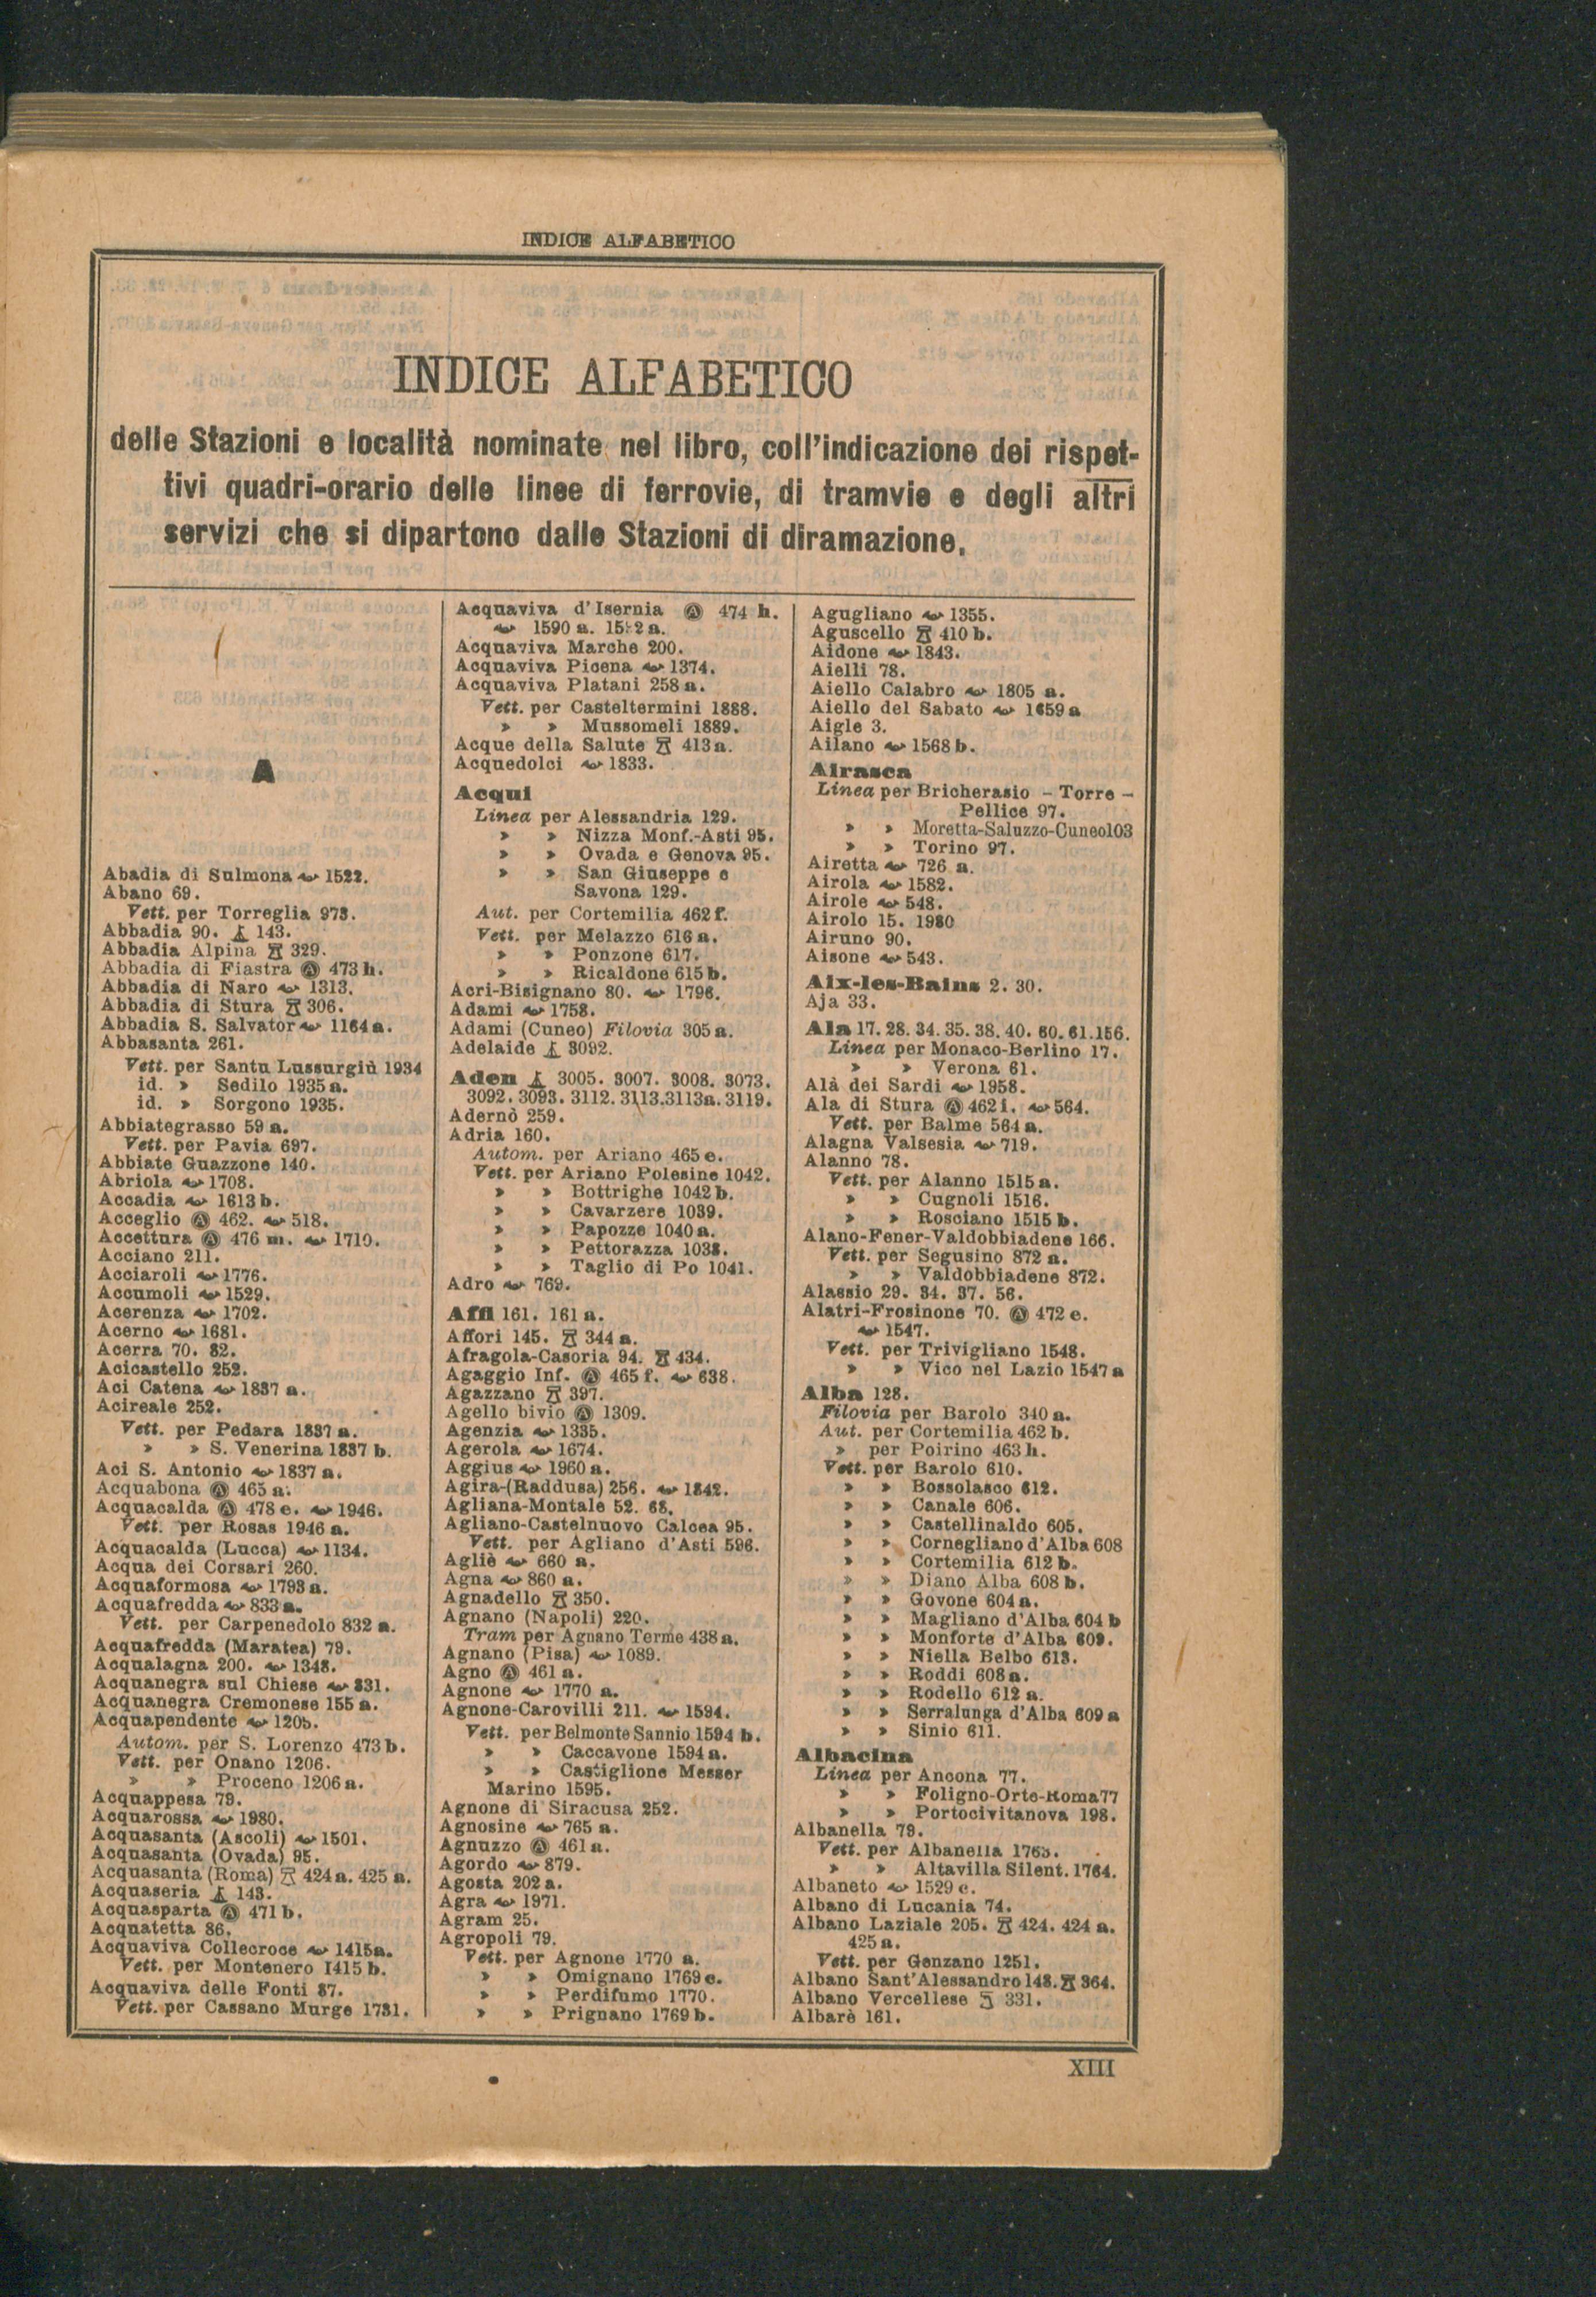 INDICE ALFABETICO
INDICE ALFABETICO
delle Stazioni e località nominate nel libro, coll'indicazione dei rispet-
tivi quadri-orario delle linee di ferrovie, di tramvie e degli altri
servizi che si dipartono dalle Stazioni di diramazione.
A
Abadia di Sulmona 1522.
Abano 69.
Vett. per Torreglia 973.
Abbadia 90. 143.
Abbadia Alpina 329.
Abbadia di Fiastra Ⓐ 473 h.
Abbadia di Naro 1313.
Abbadia di Stura 306.
Abbadia S. Salvator 1164 a.
Abbasanta 261.
Vett. per Santu Lussurgiù 1934
id. » Sedilo 1935 a.
id. » Sorgono 1935.
Abbiategrasso 59 a.
Vett. per Pavia 697.
Abbiate Guazzone 140.
Abriola 1708.
Accadia 1613 b.
Acceglio Ⓐ 462. 518.
Accettura Ⓐ 476 m. 1710.
Acciano 211.
Acciaroli 1776.
Accumoli 1529.
Acerenza 1702.
Acerno 1681.
Acerra 70. 82.
Acicastello 252.
Aci Catena 1837 a.
Acireale 252.
Vett. per Pedara 1837 a.
» » S. Venerina 1837 b.
Aci S. Antonio 1837 a.
Acquabona Ⓐ 465 a.
Acquacalda Ⓐ 478 e. 1946.
Vett. per Rosas 1946 a.
Acquacalda (Lucca) 1134.
Acqua dei Corsari 260.
Acquaformosa 1793 a.
Acquafredda 833 a.
Vett. per Carpenedolo 832 a.
Acquafredda (Maratea) 79.
Acqualagna 200. 1348.
Acquanegra sul Chiese 831.
Acquanegra Cremonese 155 a.
Acquapendente 1205.
Autom. per S. Lorenzo 473 b.
Vett. per Onano 1206.
» » Proceno 1206 a.
Acquappesa 79.
Acquarossa 1980.
Acquasanta (Ascoli) 1501.
Acquasanta (Ovada) 95.
Acquasanta (Roma) 424 a. 425 a.
Acquaseria 143.
Acquasparta Ⓐ 471 b.
Acquatetta 86.
Acquaviva Collecroce 1415a.
Vett. per Montenero 1415 b.
Acquaviva delle Fonti 87.
Vett. per Cassano Murge 1731.
Acquaviva d'Isernia Ⓐ 474 h.
1590 a. 15 2 a.
Acquaviva Marche 200.
Acquaviva Picena 1374.
Acquaviva Platani 258 a.
Vett. per Casteltermini 1888.
» » Mussomeli 1889.
Acque della Salute 413 a.
Acquedolci 1833.
Acqui
Linea per Alessandria 129.
» » Nizza Monf.-Asti 95.
» » Ovada e Genova 95.
» » San Giuseppe e
Savona 129.
Aut. per Cortemilia 462 f.
Vett. per Melazzo 616 a.
» » Ponzone 617.
» » Ricaldone 615 b.
Acri-Bisignano 80. 1796.
Adami 1758.
Adami (Cuneo) Filovia 305 a.
Adelaide 3092.
Aden 3005. 3007. 3008. 3073.
3092. 3093. 3112. 3113.3113a. 3119.
Adernò 259.
Adria 160.
Autom. per Ariano 465 e.
Vett. per Ariano Polesine 1042.
» » Bottrighe 1042 b.
» » Cavarzere 1039.
» » Papozze 1040 a.
» » Pettorazza 1038.
» » Taglio di Po 1041.
Adro 769.
Affi 161. 161 a.
Affori 145. 344 a.
Afragola-Casoria 94. 434.
Agaggio Inf. Ⓐ 465 f. 638.
Agazzano 397.
Agello bivio Ⓐ 1309.
Agenzia 1335.
Agerola 1674.
Aggius 1960 a.
Agira-(Raddusa) 256. 1842.
Agliana-Montale 52. 68.
Agliano-Castelnuovo Calcea 95.
Vett. per Agliano d'Asti 596.
Agliè 660 a.
Agna 860 a.
Agnadello 350.
Agnano (Napoli) 220.
Tram per Agnano Terme 438 a.
Agnano (Pisa) 1089.
Agno Ⓐ 461 a.
Agnone 1770 a.
Agnone-Carovilli 211. 1594.
Vett. per Belmonte Sannio 1594 b.
» » Caccavone 1594 a.
» » Castiglione Messer
Marino 1595.
Agnone di Siracusa 252.
Agnosine 765 a.
Agnuzzo Ⓐ 461 a.
Agordo 879.
Agosta 202 a.
Agra 1971.
Agram 25.
Agropoli 79.
Vett. per Agnone 1770 a.
» » Omignano 1769 c.
» » Perdifumo 1770.
» » Prignano 1769 b.
Agugliano 1355.
Aguscello 410 b.
Aidone 1843.
Aielli 78.
Aiello Calabro 1805 a.
Aiello del Sabato 1659 a
Aigle 3.
Ailano 1568 b.
Airasca
Linea per Bricherasio – Torre –
Pellice 97.
» » Moretta-Saluzzo-Cuneo103
» » Torino 97.
Airetta 726 a.
Airola 1582.
Airole 548.
Airolo 15. 1980
Airuno 90.
Aisone 543.
Aix-les-Bains 2. 30.
Aja 33.
Ala 17. 28. 34. 35. 38. 40. 60. 61. 156.
Linea per Monaco-Berlino 17.
» » Verona 61.
Alà dei Sardi 1958.
Ala di Stura Ⓐ 462 i. 564.
Vett. per Balme 564 a.
Alagna Valsesia 719.
Alanno 78.
Vett. per Alanno 1515 a.
» » Cugnoli 1516.
» » Rosciano 1515 b.
Alano-Fener-Valdobbiadene 166.
Vett. per Segusino 872 a.
» » Valdobbiadene 872.
Alassio 29. 34. 37. 56.
Alatri-Frosinone 70. Ⓐ 472 e.
1547.
Vett. per Trivigliano 1548.
» » Vico nel Lazio 1547 a
Alba 128.
Filovia per Barolo 340 a.
Aut. per Cortemilia 462 b.
» per Poirino 463 h.
Vett. per Barolo 610.
» » Bossolasco 612.
» » Canale 606.
» » Castellinaldo 605.
» » Cornegliano d'Alba 608
» » Cortemilia 612 b.
» » Diano Alba 608 b.
» » Govone 604 a.
» » Magliano d'Alba 604 b
» » Monforte d'Alba 609.
» » Niella Belbo 613.
» » Roddi 608 a.
» » Rodello 612 a.
» » Serralunga d'Alba 609 a
» » Sinio 611.
Albacina
Linea per Ancona 77.
» » Foligno-Orte-Roma77
» » Portocivitanova 198.
Albanella 79.
Vett. per Albanella 1763.
» » Altavilla Silent. 1764.
Albaneto 1529 c.
Albano di Lucania 74.
Albano Laziale 205. 424. 424 a.
425 a.
Vett. per Genzano 1251.
Albano Sant'Alessandro 148. 364.
Albano Vercellese 331.
Albarè 161.
XIII